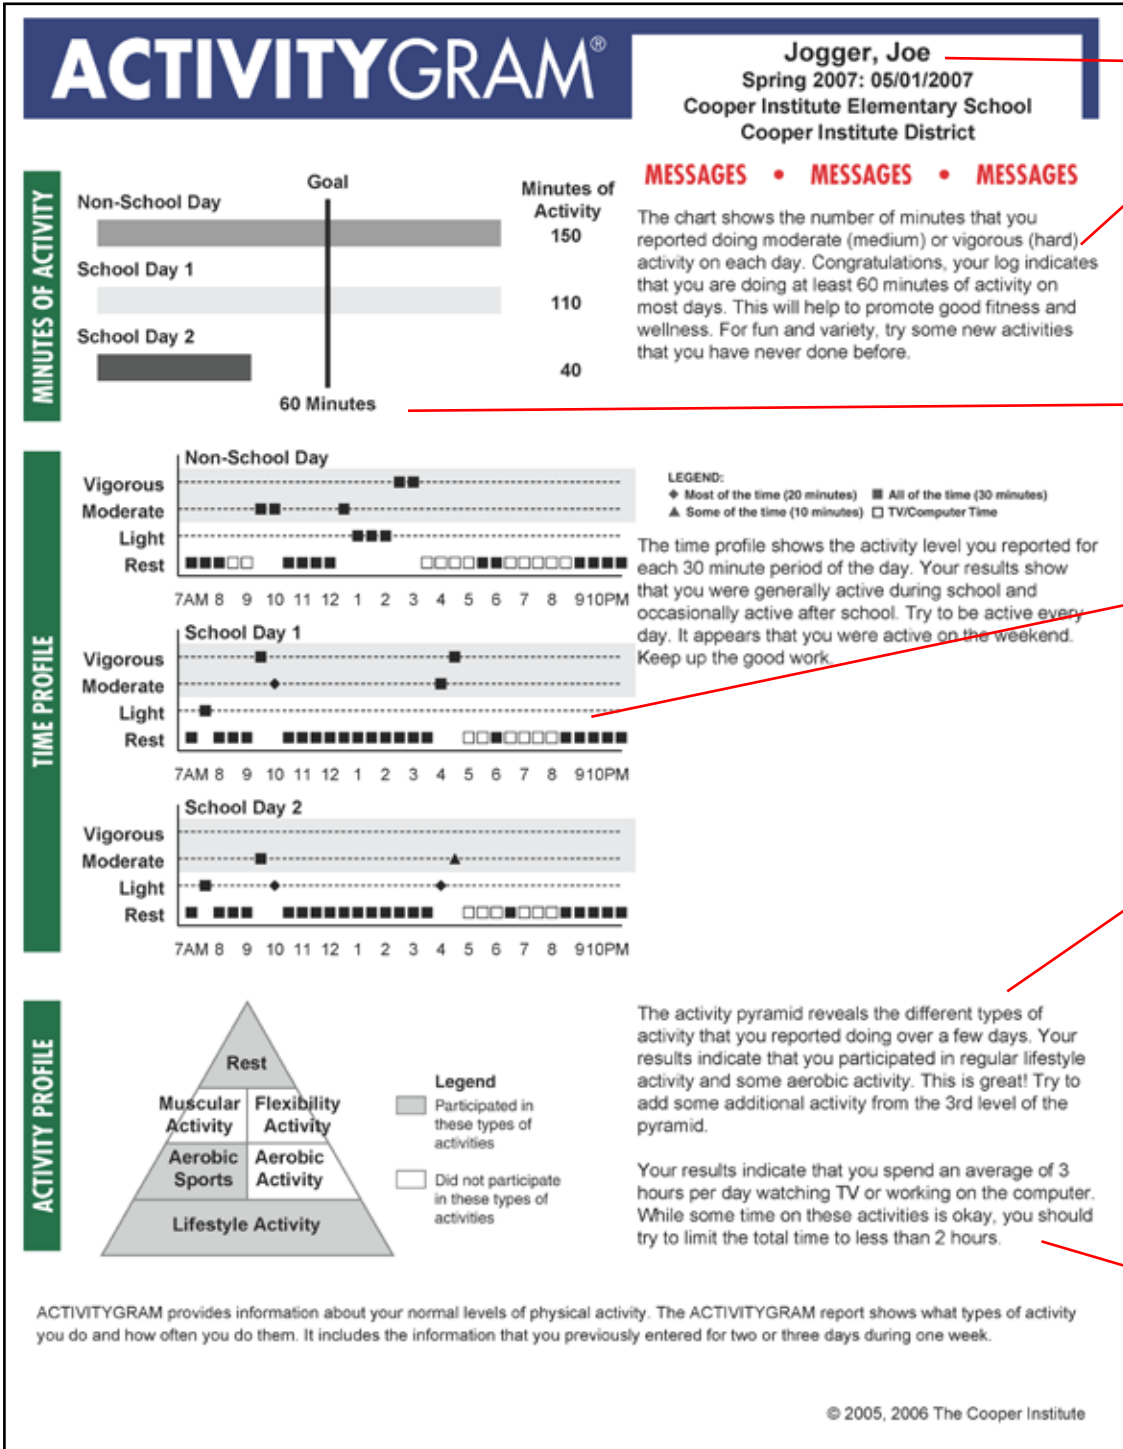 ACTIVITYGRAM®
Jogger, Joe
Spring 2007: 05/01/2007
Cooper Institute Elementary School
Cooper Institute District
MINUTES OF ACTIVITY
Goal
Minutes of
Activity
Non-School Day
150
School Day 1
110
School Day 2
40
60 Minutes
MESSAGES • MESSAGES • MESSAGES
The chart shows the number of minutes that you
reported doing moderate (medium) or vigorous (hard)
activity on each day. Congratulations, your log indicates
that you are doing at least 60 minutes of activity on
most days. This will help to promote good fitness and
wellness. For fun and variety, try some new activities
that you have never done before.
TIME PROFILE
Non-School Day
Vigorous
Moderate
Light
Rest
7AM 8 9 10 11 12 1 2 3 4 5 6 7 8 910PM
School Day 1
Vigorous
Moderate
Light
Rest
7AM 8 9 10 11 12 1 2 3 4 5 6 7 8 910PM
School Day 2
Vigorous
Moderate
Light
Rest
7AM 8 9 10 11 12 1 2 3 4 5 6 7 8 910PM
LEGEND:
◆ Most of the time (20 minutes) ■ All of the time (30 minutes)
▲ Some of the time (10 minutes) □ TV/Computer Time
The time profile shows the activity level you reported for
each 30 minute period of the day. Your results show
that you were generally active during school and
occasionally active after school. Try to be active every
day. It appears that you were active on the weekend.
Keep up the good work.
ACTIVITY PROFILE
Rest
Muscular
Activity
Flexibility
Activity
Aerobic
Sports
Aerobic
Activity
Lifestyle Activity
Legend
Participated in
these types of
activities
Did not participate
in these types of
activities
The activity pyramid reveals the different types of
activity that you reported doing over a few days. Your
results indicate that you participated in regular lifestyle
activity and some aerobic activity. This is great! Try to
add some additional activity from the 3rd level of the
pyramid.
Your results indicate that you spend an average of 3
hours per day watching TV or working on the computer.
While some time on these activities is okay, you should
try to limit the total time to less than 2 hours.
ACTIVITYGRAM provides information about your normal levels of physical activity. The ACTIVITYGRAM report shows what types of activity
you do and how often you do them. It includes the information that you previously entered for two or three days during one week.
© 2005, 2006 The Cooper Institute